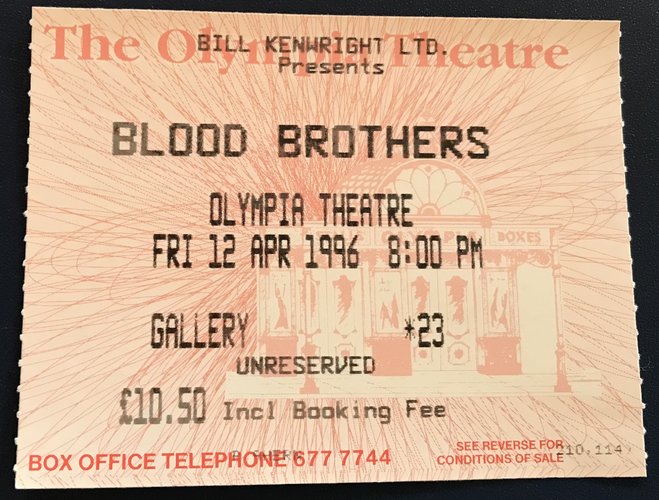 The Olympia Theatre
BILL KENWRIGHT LTD.
Presents
BLOOD BROTHERS
OLYMPIA THEATRE
FRI 12 APR 1996 8:00 PM
BOXES
GALLERY *23
UNRESERVED
£10.50 Incl Booking Fee
BOX OFFICE TELEPHONE 677 7744
SEE REVERSE FOR
CONDITIONS OF SALE